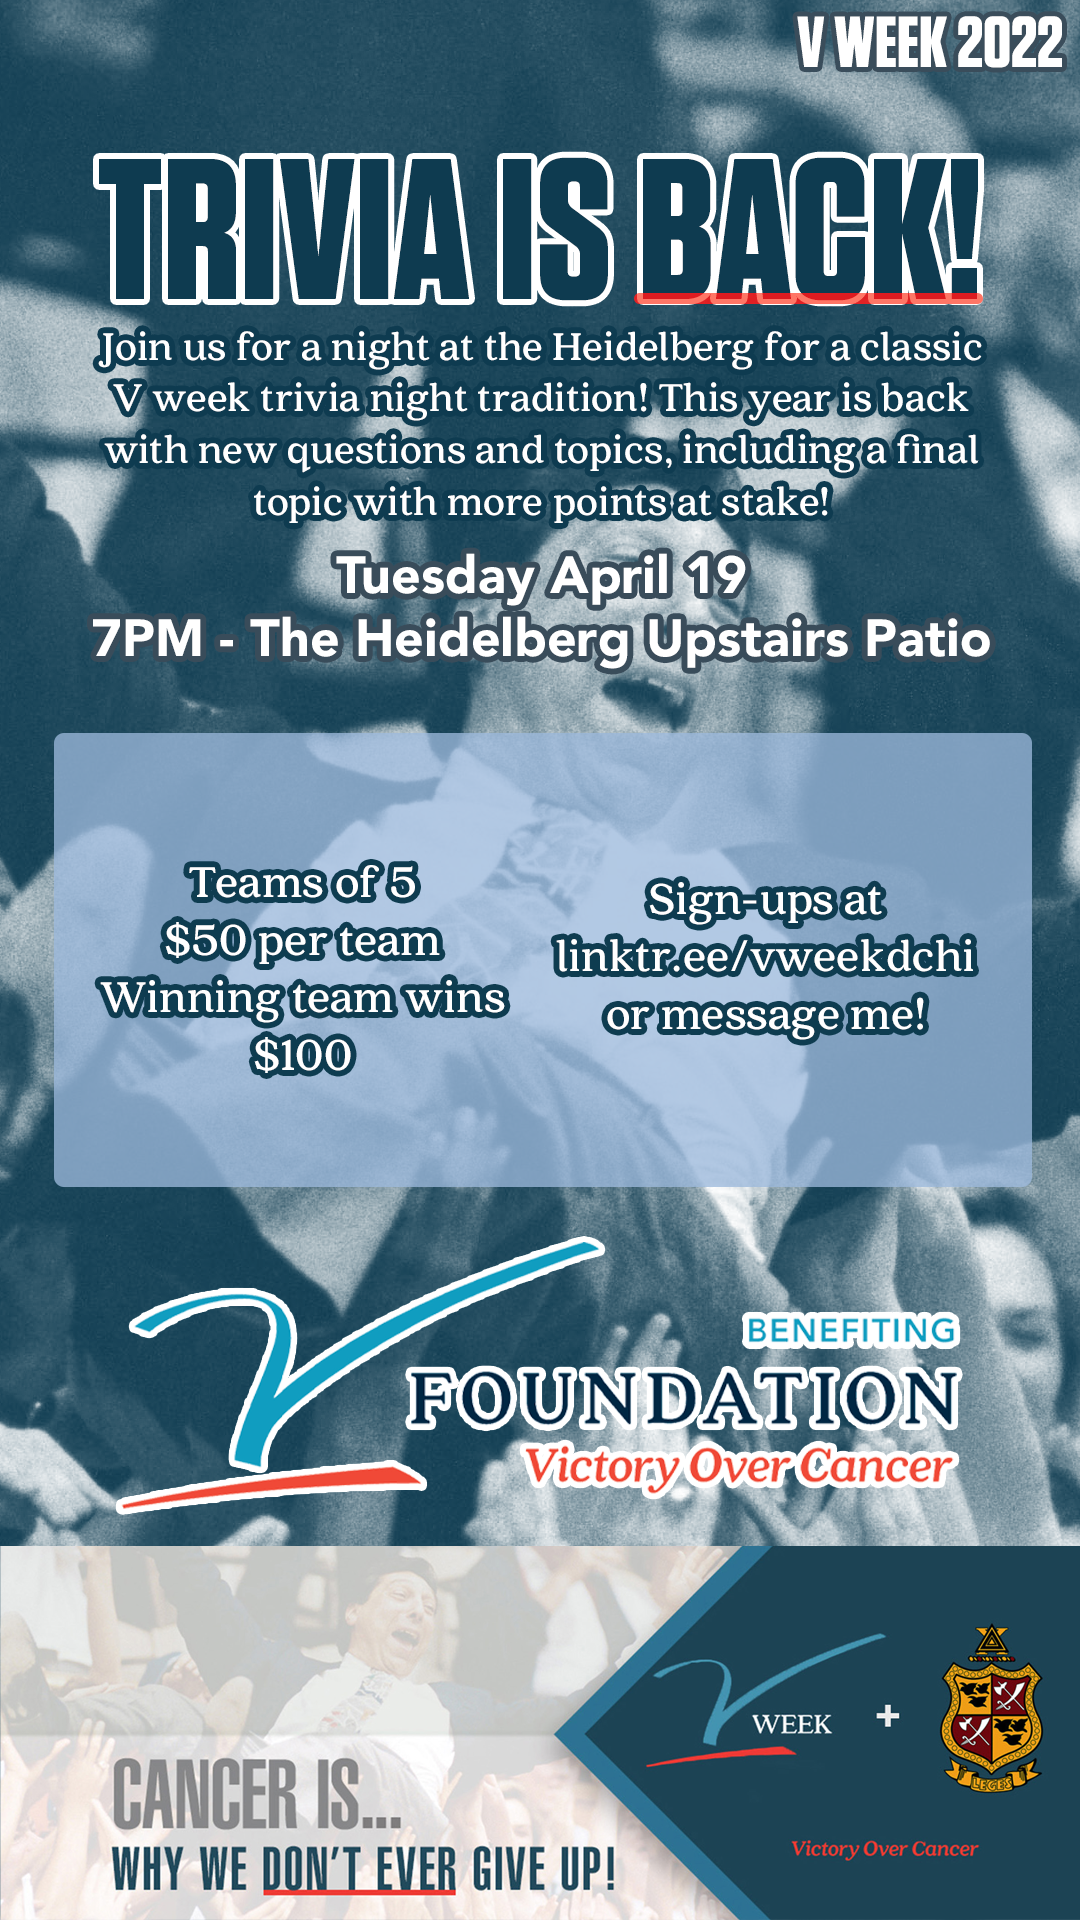 V WEEK 2022
TRIVIA IS BACK!
Join us for a night at the Heidelberg for a classic
V week trivia night tradition! This year is back
with new questions and topics, including a final
topic with more points at stake!
Tuesday April 19
7PM - The Heidelberg Upstairs Patio
Teams of 5
$50 per team
Winning team wins
$100
Sign-ups at
linktr.ee/vweekdchi
or message me!
BENEFITING
V FOUNDATION
Victory Over Cancer
CANCER IS...
WHY WE DON'T EVER GIVE UP!
V WEEK
+
LEGES
Victory Over Cancer